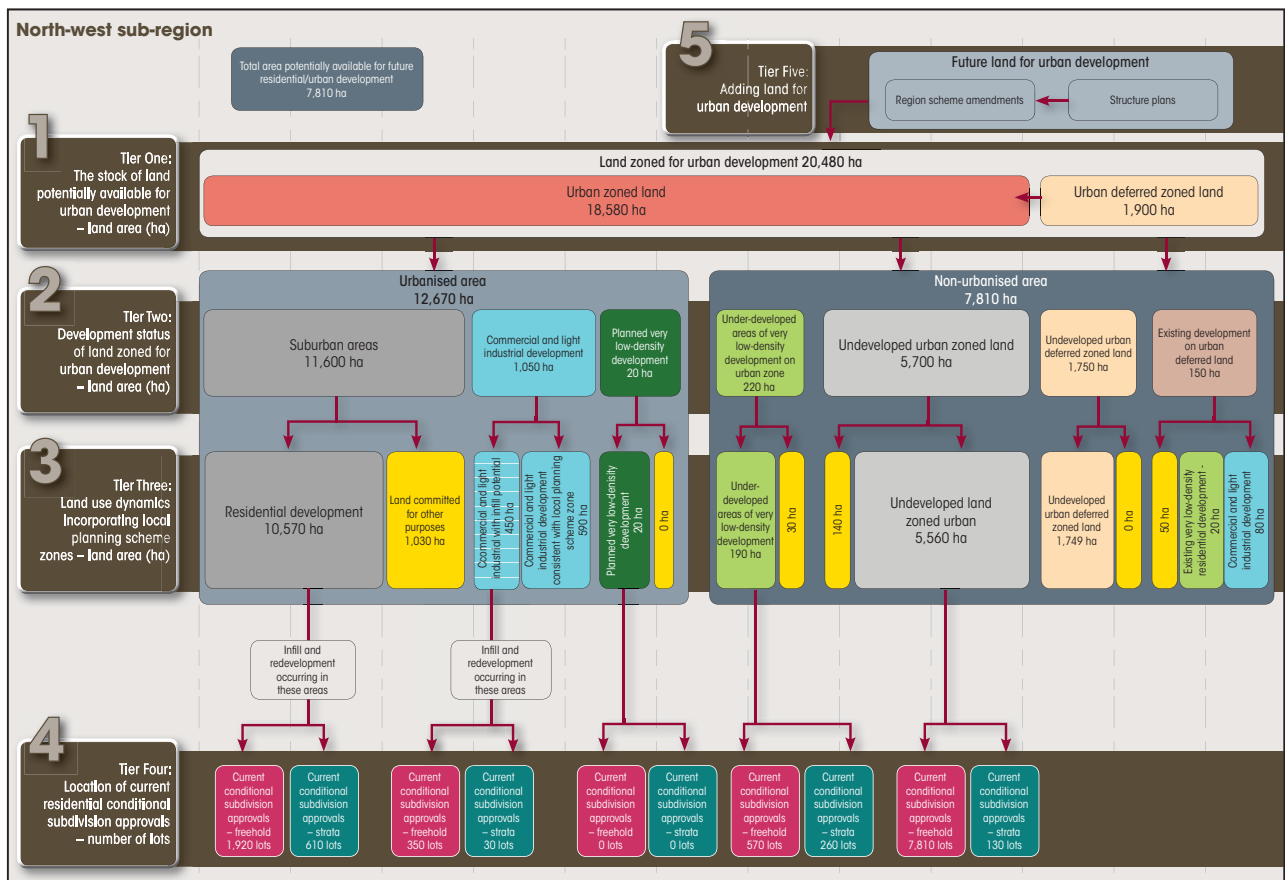 North-west sub-region
Total area potentially available for future
residential/urban development
7,810 ha
5
Tier Five:
Adding land for
urban development
Future land for urban development
Region scheme amendments
Structure plans
1
Tier One:
The stock of land
potentially available for
urban development
– land area (ha)
Land zoned for urban development 20,480 ha
Urban zoned land
18,580 ha
Urban deferred zoned land
1,900 ha
2
Tier Two:
Development status
of land zoned for
urban development
– land area (ha)
Urbanised area
12,670 ha
Suburban areas
11,600 ha
Commercial and light
industrial development
1,050 ha
Planned very
low-density
development
20 ha
Non-urbanised area
7,810 ha
Under-developed
areas of very
low-density
development on
urban zone
220 ha
Undeveloped urban zoned land
5,700 ha
Undeveloped urban
deferred zoned land
1,750 ha
Existing development
on urban
deferred land
150 ha
3
Tier Three:
Land use dynamics
Incorporating local
planning scheme
zones – land area (ha)
Residential development
10,570 ha
Land committed
for other
purposes
1,030 ha
Ccommercial and light
industrial with infill potential
450 ha
Commercial and light
industrial development
consistent with local planning
scheme zone
590 ha
Planned very low-denisity
development
20 ha
0 ha
Under-
developed
areas of very
low-density
development
190 ha
30 ha
140 ha
Undeveloped land
zoned urban
5,560 ha
Undeveloped
urban deferred
zoned land
1,749 ha
0 ha
50 ha
Existing very low-density
residential development -
20 ha
Commercial and light
industrial development
80 ha
Infill and
redevelopment
occurring in
these areas
Infill and
redevelopment
occurring in
these areas
4
Tier Four:
Location of current
residential conditional
subdivision approvals
– number of lots
Current
conditional
subdivision
approvals
– freehold
1,920 lots
Current
conditional
subdivision
approvals
– strata
610 lots
Current
conditional
subdivision
approvals
– freehold
350 lots
Current
conditional
subdivision
approvals
– strata
30 lots
Current
conditional
subdivision
approvals
– freehold
0 lots
Current
conditional
subdivision
approvals
– strata
0 lots
Current
conditional
subdivision
approvals
– freehold
570 lots
Current
conditional
subdivision
approvals
– strata
260 lots
Current
conditional
subdivision
approvals
– freehold
7,810 lots
Current
conditional
subdivision
approvals
– strata
130 lots